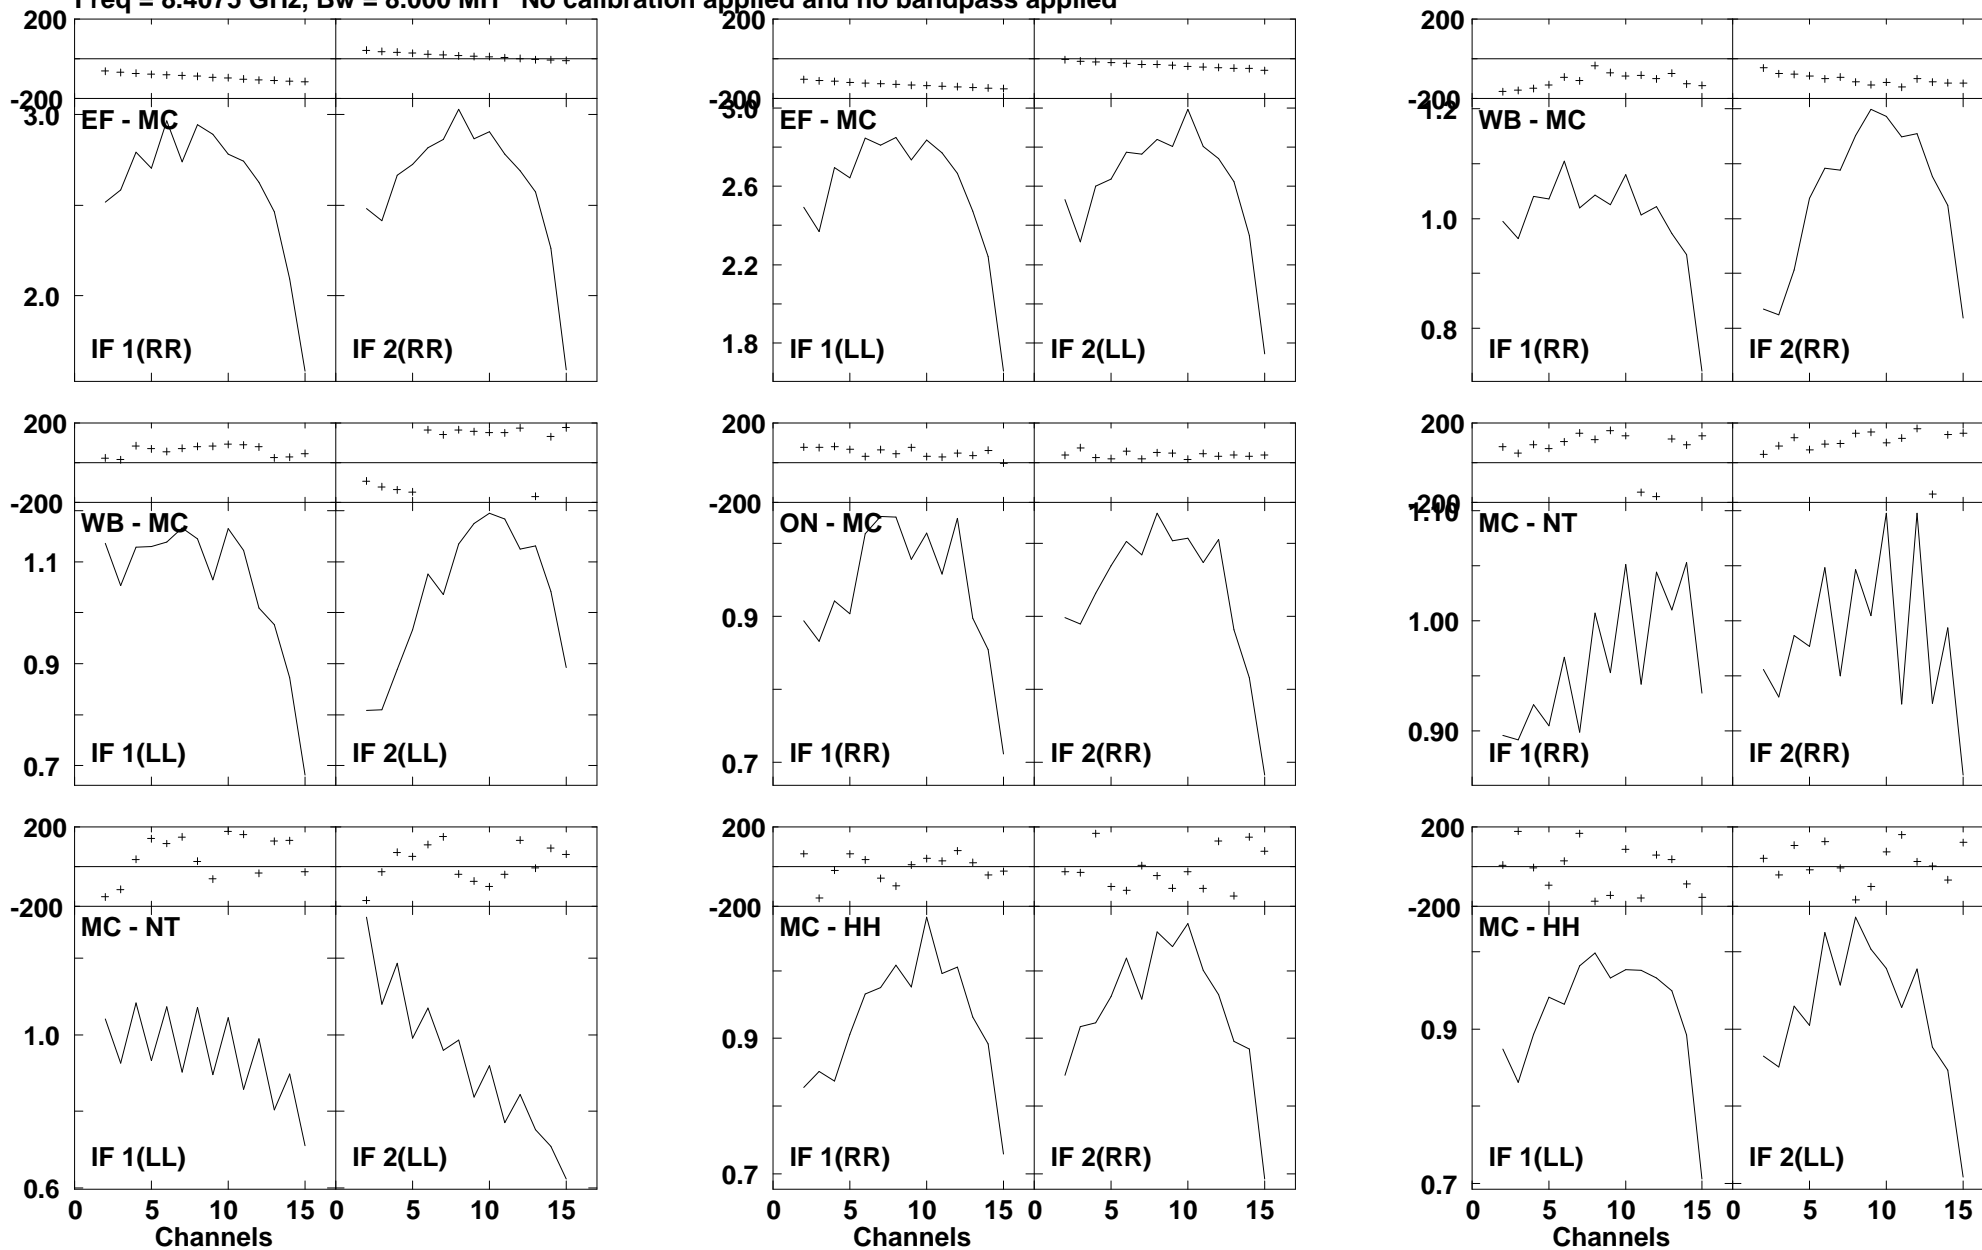 Freq = 8.4075 GHz, Bw = 8.000 MH No calibration applied and no bandpass applied
200 200 200
-200 -200 -200
3.0 EF - MC 3.0 EF - MC 1.2 WB - MC
2.6 1.0
2.0 2.2
1.8 0.8
IF 1(RR) IF 2(RR) IF 1(LL) IF 2(LL) IF 1(RR) IF 2(RR)
200 200 200
-200 -200 -200
WB - MC ON - MC 1.10 MC - NT
1.1 0.9 1.00
0.9 0.90
0.7 0.7
IF 1(LL) IF 2(LL) IF 1(RR) IF 2(RR) IF 1(RR) IF 2(RR)
200 200 200
-200 -200 -200
MC - NT MC - HH MC - HH
1.0 0.9 0.9
IF 1(LL) IF 2(LL) IF 1(RR) IF 2(RR) IF 1(LL) IF 2(LL)
0.6 0.7 0.7
0 5 10 15 0 5 10 15 0 5 10 15 0 5 10 15 0 5 10 15 0 5 10 15
Channels Channels Channels